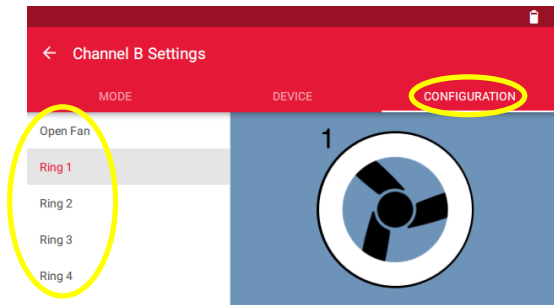 Channel B Settings
MODE DEVICE CONFIGURATION
Open Fan
Ring 1
Ring 2
Ring 3
Ring 4
1